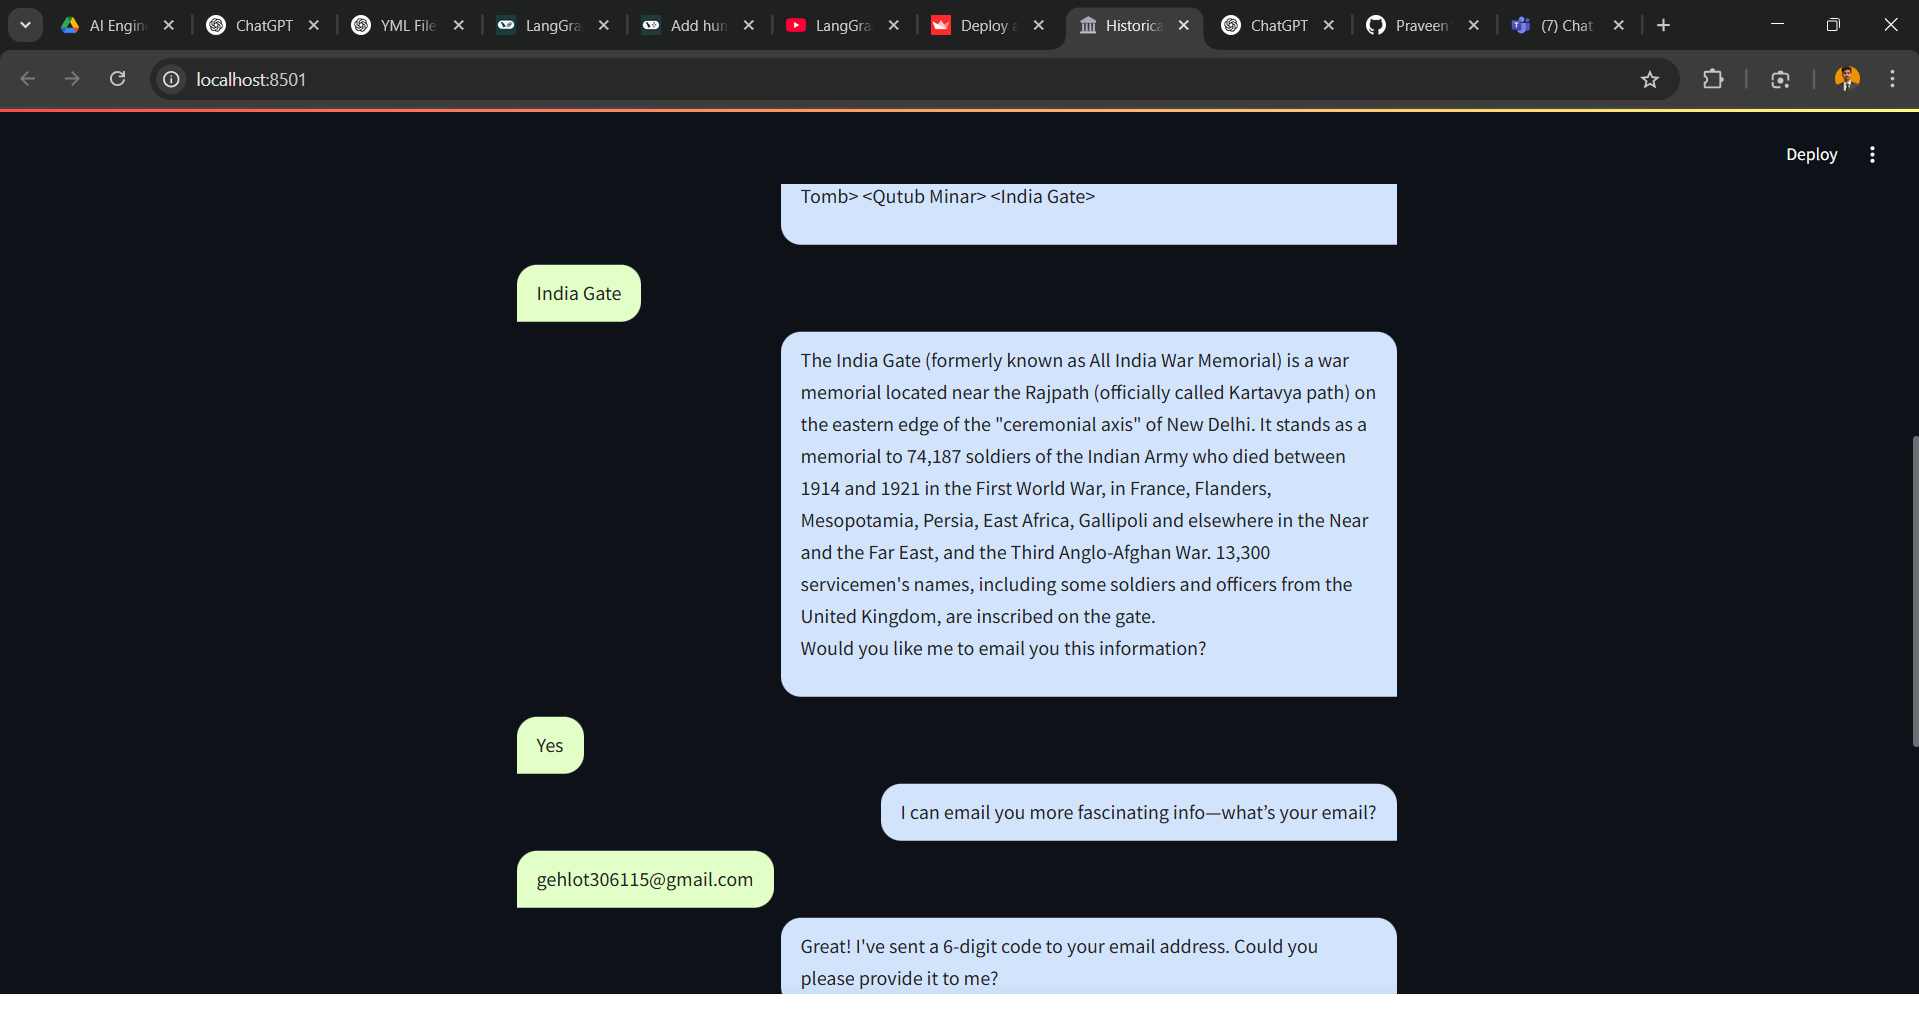 AI Engin
ChatGPT
YML File
LangGra
Add hum
LangGra
Deploy a
Historica
ChatGPT
Praveen
(7) Chat
localhost:8501
Deploy
Tomb> <Qutub Minar> <India Gate>
India Gate
The India Gate (formerly known as All India War Memorial) is a war
memorial located near the Rajpath (officially called Kartavya path) on
the eastern edge of the "ceremonial axis" of New Delhi. It stands as a
memorial to 74,187 soldiers of the Indian Army who died between
1914 and 1921 in the First World War, in France, Flanders,
Mesopotamia, Persia, East Africa, Gallipoli and elsewhere in the Near
and the Far East, and the Third Anglo-Afghan War. 13,300
servicemen's names, including some soldiers and officers from the
United Kingdom, are inscribed on the gate.
Would you like me to email you this information?
Yes
I can email you more fascinating info—what’s your email?
gehlot306115@gmail.com
Great! I've sent a 6-digit code to your email address. Could you
please provide it to me?